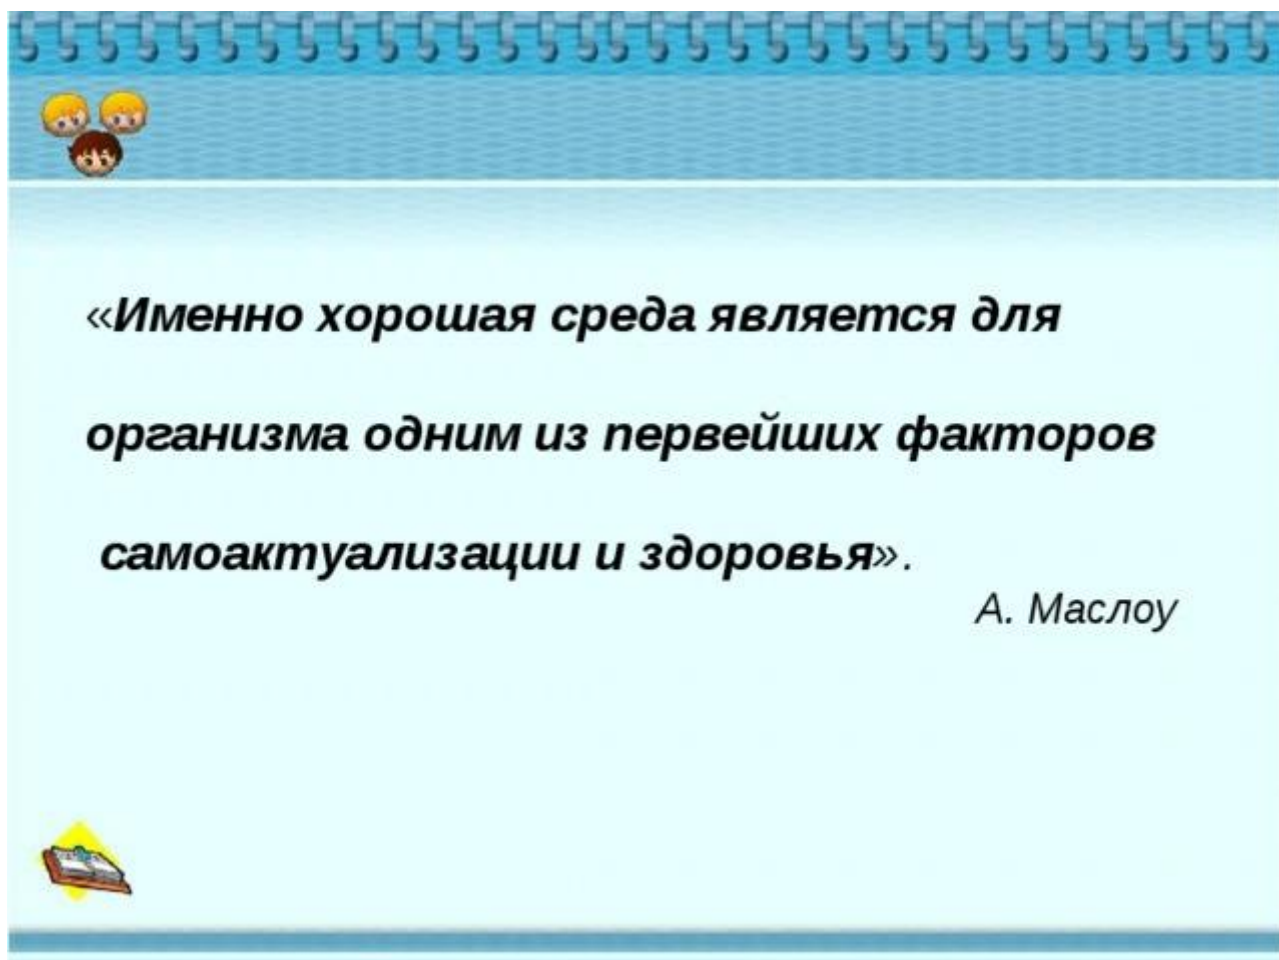 «Именно хорошая среда является для
организма одним из первейших факторов
самоактуализации и здоровья».
А. Маслоу